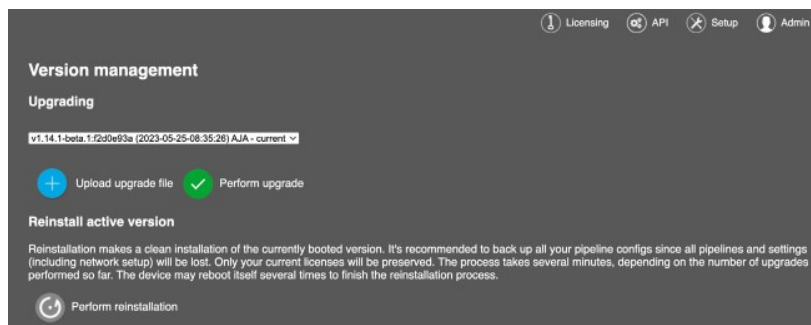 Licensing API Setup Admin
Version management
Upgrading
v1.14.1-beta.1:f2d0e93a (2023-05-25-08:35:26) AJA - current
Upload upgrade file Perform upgrade
Reinstall active version
Reinstallation makes a clean installation of the currently booted version. It's recommended to back up all your pipeline configs since all pipelines and settings
(including network setup) will be lost. Only your current licenses will be preserved. The process takes several minutes, depending on the number of upgrades
performed so far. The device may reboot itself several times to finish the reinstallation process.
Perform reinstallation